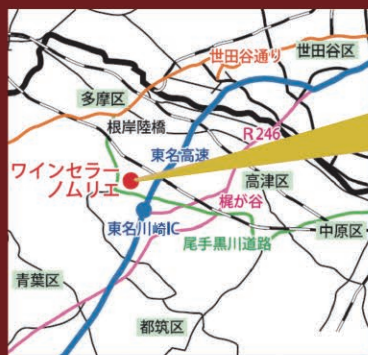 世田谷通り
世田谷区
多摩区
根岸陸橋
R246
東名高速
ワインセラー
ノムリエ
高津区
梶が谷
東名川崎IC
中原区
尾手黒川道路
青葉区
都筑区